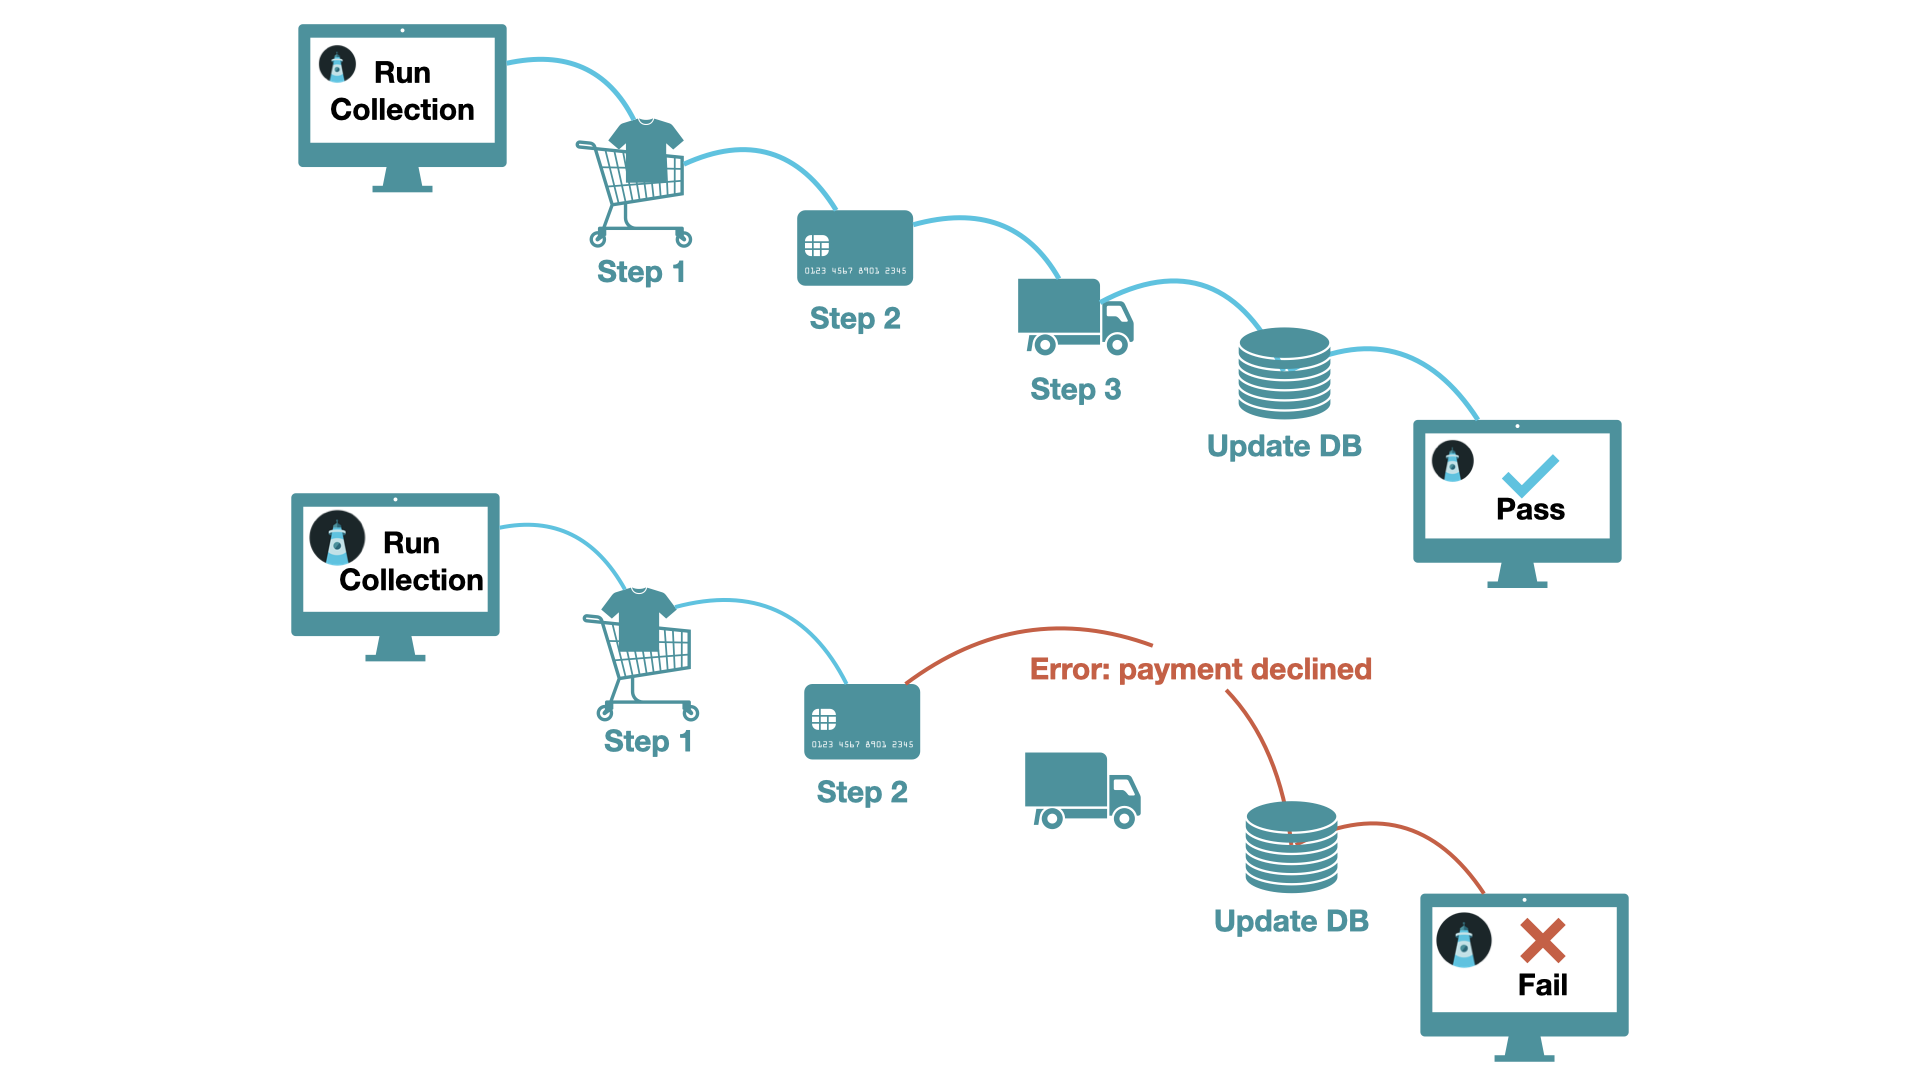 Run
Collection
Step 1
0123 4567 8901 2345
Step 2
Step 3
Update DB
Pass
Run
Collection
Step 1
Error: payment declined
0123 4567 8901 2345
Step 2
Update DB
Fail